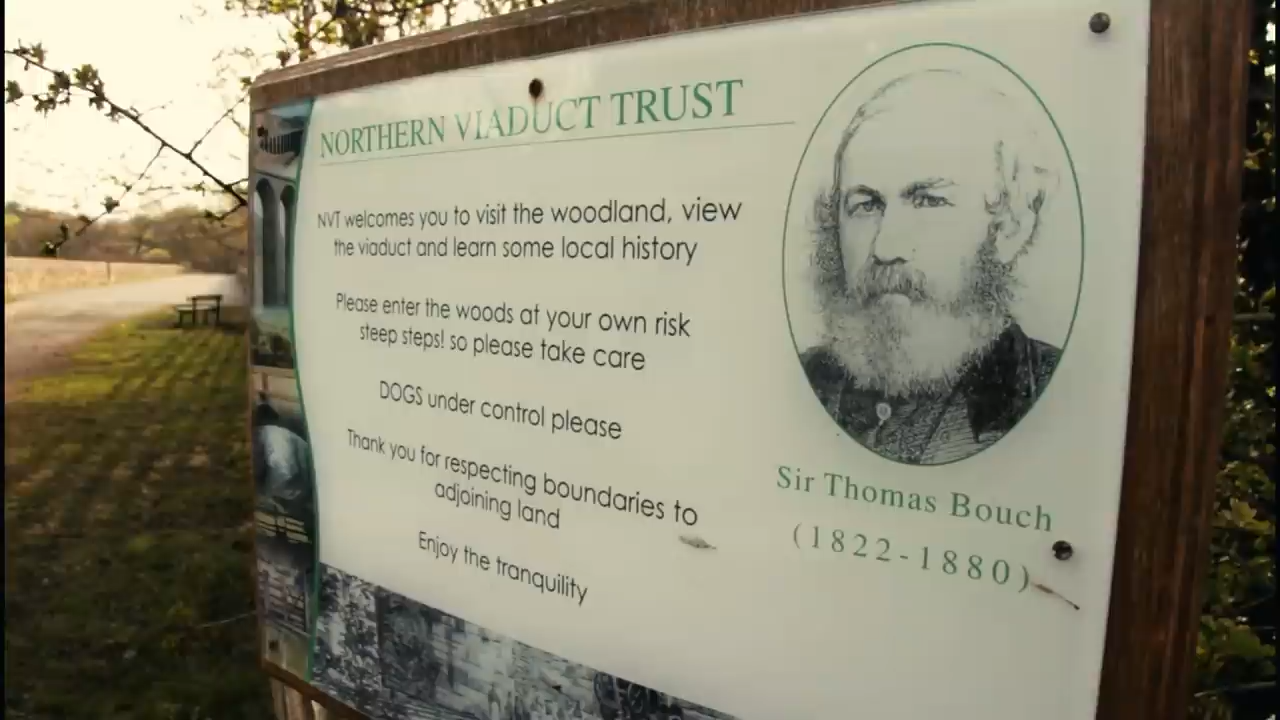 NORTHERN VIADUCT TRUST
NVT welcomes you to visit the woodland, view
the viaduct and learn some local history
Please enter the woods at your own risk
steep steps! so please take care
DOGS under control please
Thank you for respecting boundaries to
adjoining land
Enjoy the tranquility
Sir Thomas Bouch
(1822-1880)